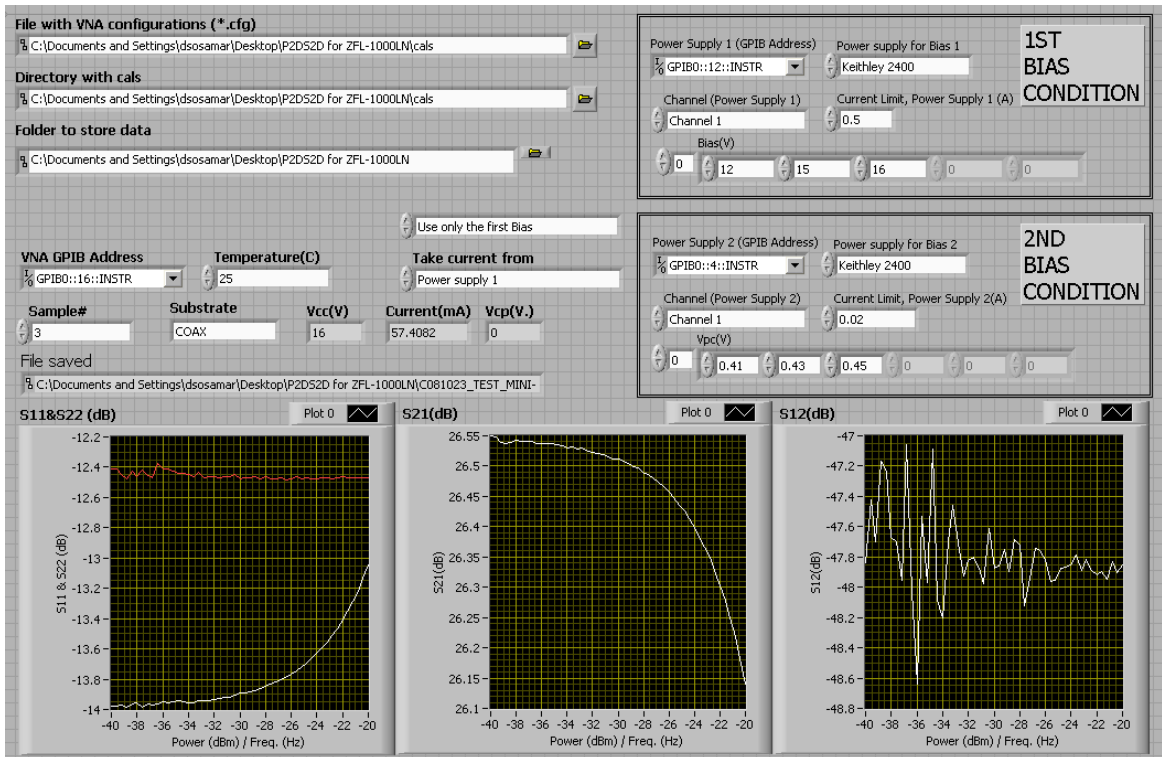 File with VNA configurations (*.cfg)
C:\Documents and Settings\dsosamar\Desktop\P2DS2D for ZFL-1000LN\cals
Directory with cals
C:\Documents and Settings\dsosamar\Desktop\P2DS2D for ZFL-1000LN\cals
Folder to store data
C:\Documents and Settings\dsosamar\Desktop\P2DS2D for ZFL-1000LN
Use only the first Bias
VNA GPIB Address Temperature(C) Take current from
GPIB0::16::INSTR 25 Power supply 1
Sample# Substrate Vcc(V) Current(mA) Vcp(V.)
3 COAX 16 57.4082 0
File saved
C:\Documents and Settings\dsosamar\Desktop\P2DS2D for ZFL-1000LN\C081023_TEST_MINI-
Power Supply 1 (GPIB Address) Power supply for Bias 1
GPIB0::12::INSTR Keithley 2400
Channel (Power Supply 1) Current Limit, Power Supply 1 (A)
Channel 1 0.5
Bias(V)
0 12 15 16 0 0
1ST
BIAS
CONDITION
Power Supply 2 (GPIB Address) Power supply for Bias 2
GPIB0::4::INSTR Keithley 2400
Channel (Power Supply 2) Current Limit, Power Supply 2(A)
Channel 1 0.02
Vpc(V)
0 0.41 0.43 0.45 0 0 0
2ND
BIAS
CONDITION
S11&S22 (dB) Plot 0
-12.2
-12.4
-12.6
-12.8
-13
-13.2
-13.4
-13.6
-13.8
-14
S11 & S22 (dB)
-40 -38 -36 -34 -32 -30 -28 -26 -24 -22 -20
Power (dBm) / Freq. (Hz)
S21(dB) Plot 0
26.55
26.5
26.45
26.4
26.35
26.3
26.25
26.2
26.15
26.1
S21(dB)
-40 -38 -36 -34 -32 -30 -28 -26 -24 -22 -20
Power (dBm) / Freq. (Hz)
S12(dB) Plot 0
-47
-47.2
-47.4
-47.6
-47.8
-48
-48.2
-48.4
-48.6
-48.8
S12(dB)
-40 -38 -36 -34 -32 -30 -28 -26 -24 -22 -20
Power (dBm) / Freq. (Hz)